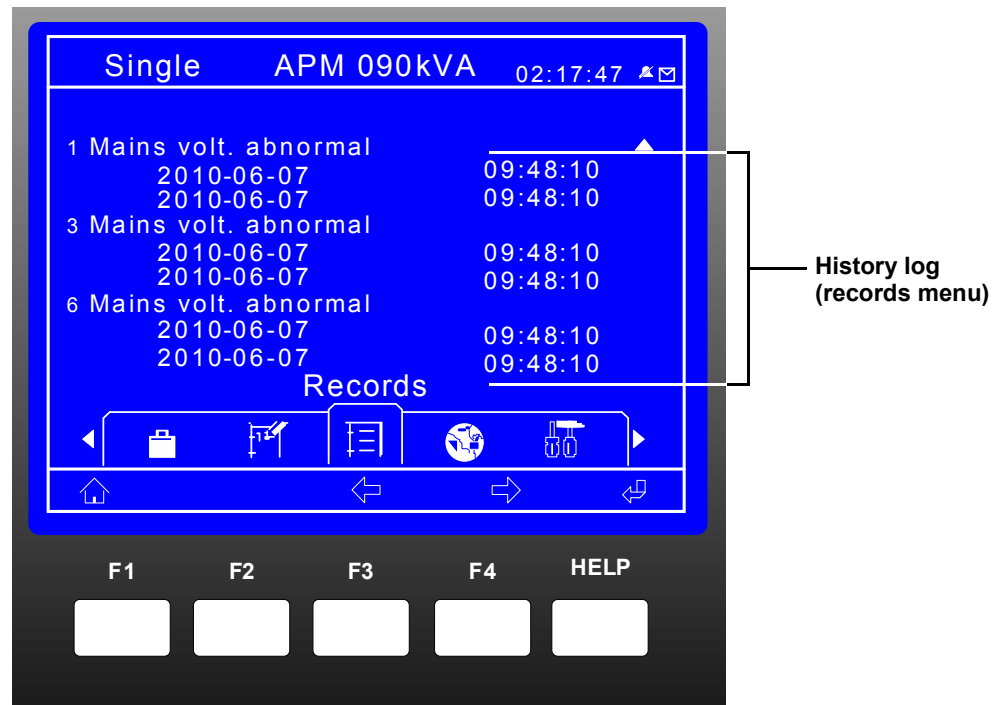 Single APM 090kVA 02:17:47
1 Mains volt. abnormal
2010-06-07 09:48:10
2010-06-07 09:48:10
3 Mains volt. abnormal
2010-06-07 09:48:10
2010-06-07 09:48:10
6 Mains volt. abnormal
2010-06-07 09:48:10
2010-06-07 09:48:10
Records
History log
(records menu)
F1 F2 F3 F4 HELP